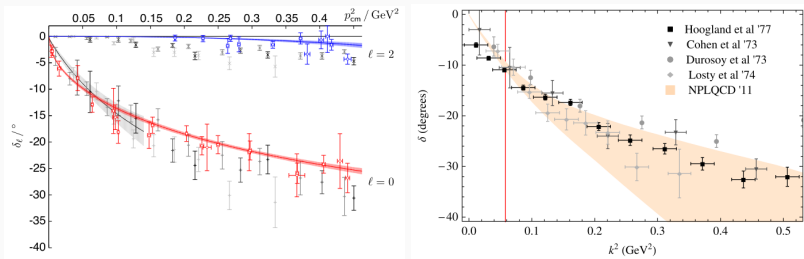 0.05 0.1 0.15 0.2 0.25 0.3 0.35 0.4 p²cm / GeV²
0
-5
-10
-15
-20
-25
-30
-35
-40
δℓ / °
ℓ = 2
ℓ = 0
0
−10
−20
−30
−40
δ (degrees)
Hoogland et al '77
Cohen et al '73
Durosoy et al '73
Losty et al '74
NPLQCD '11
0.0 0.1 0.2 0.3 0.4 0.5
k² (GeV²)